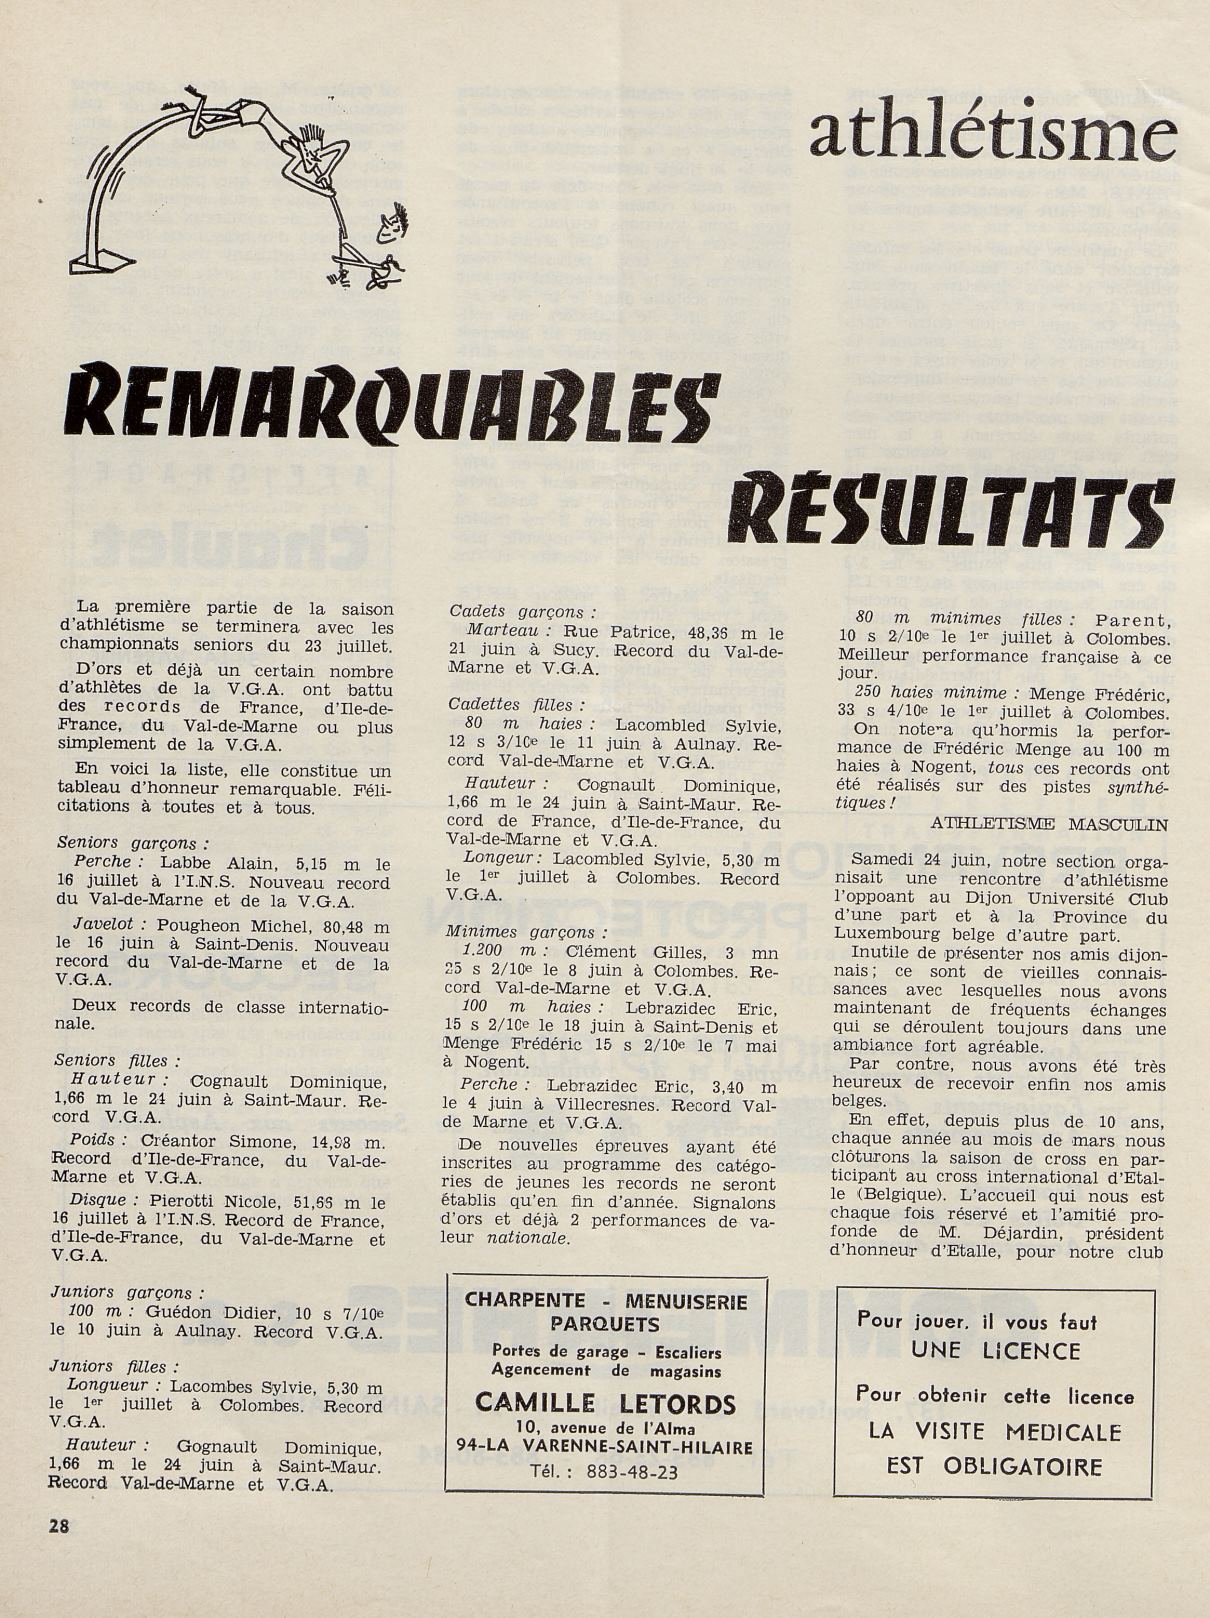 athlétisme
REMARQUABLES
RÉSULTATS
La première partie de la saison
d'athlétisme se terminera avec les
championnats seniors du 23 juillet.
D'ors et déjà un certain nombre
d'athlètes de la V.G.A. ont battu
des records de France, d'Ile-de-
France, du Val-de-Marne ou plus
simplement de la V.G.A.
En voici la liste, elle constitue un
tableau d'honneur remarquable. Féli-
citations à toutes et à tous.
Seniors garçons :
Perche : Labbe Alain, 5,15 m le
16 juillet à l'I.N.S. Nouveau record
du Val-de-Marne et de la V.G.A.
Javelot : Pougheon Michel, 80,48 m
le 16 juin à Saint-Denis. Nouveau
record du Val-de-Marne et de la
V.G.A.
Deux records de classe internatio-
nale.
Seniors filles :
Hauteur : Cognault Dominique,
1,66 m le 24 juin à Saint-Maur. Re-
cord V.G.A.
Poids : Créantor Simone, 14,98 m.
Record d'Ile-de-France, du Val-de-
Marne et V.G.A.
Disque : Pierotti Nicole, 51,66 m le
16 juillet à l'I.N.S. Record de France,
d'Ile-de-France, du Val-de-Marne et
V.G.A.
Juniors garçons :
100 m : Guédon Didier, 10 s 7/10e
le 10 juin à Aulnay. Record V.G.A.
Juniors filles :
Longueur : Lacombes Sylvie, 5,30 m
le 1er juillet à Colombes. Record
V.G.A.
Hauteur : Gognault Dominique,
1,66 m le 24 juin à Saint-Maur.
Record Val-de-Marne et V.G.A.
28
Cadets garçons :
Marteau : Rue Patrice, 48,36 m le
21 juin à Sucy. Record du Val-de-
Marne et V.G.A.
Cadettes filles :
80 m haies : Lacombled Sylvie,
12 s 3/10e le 11 juin à Aulnay. Re-
cord Val-de-Marne et V.G.A.
Hauteur : Cognault Dominique,
1,66 m le 24 juin à Saint-Maur. Re-
cord de France, d'Ile-de-France, du
Val-de-Marne et V.G.A.
Longeur : Lacombled Sylvie, 5,30 m
le 1er juillet à Colombes. Record
V.G.A.
Minimes garçons :
1.200 m : Clément Gilles, 3 mn
25 s 2/10e le 8 juin à Colombes. Re-
cord Val-de-Marne et V.G.A.
100 m haies : Lebrazidec Eric,
15 s 2/10e le 18 juin à Saint-Denis et
Menge Frédéric 15 s 2/10e le 7 mai
à Nogent.
Perche : Lebrazidec Eric, 3,40 m
le 4 juin à Villecresnes. Record Val-
de Marne et V.G.A.
De nouvelles épreuves ayant été
inscrites au programme des catégo-
ries de jeunes les records ne seront
établis qu'en fin d'année. Signalons
d'ors et déjà 2 performances de va-
leur nationale.
CHARPENTE - MENUISERIE
PARQUETS
Portes de garage - Escaliers
Agencement de magasins
CAMILLE LETORDS
10, avenue de l'Alma
94-LA VARENNE-SAINT-HILAIRE
Tél. : 883-48-23
80 m minimes filles : Parent,
10 s 2/10e le 1er juillet à Colombes.
Meilleur performance française à ce
jour.
250 haies minime : Menge Frédéric,
33 s 4/10e le 1er juillet à Colombes.
On notera qu'hormis la perfor-
mance de Frédéric Menge au 100 m
haies à Nogent, tous ces records ont
été réalisés sur des pistes synthé-
tiques !
ATHLETISME MASCULIN
Samedi 24 juin, notre section orga-
nisait une rencontre d'athlétisme
l'opposant au Dijon Université Club
d'une part et à la Province du
Luxembourg belge d'autre part.
Inutile de présenter nos amis dijon-
nais ; ce sont de vieilles connais-
sances avec lesquelles nous avons
maintenant de fréquents échanges
qui se déroulent toujours dans une
ambiance fort agréable.
Par contre, nous avons été très
heureux de recevoir enfin nos amis
belges.
En effet, depuis plus de 10 ans,
chaque année au mois de mars nous
clôturons la saison de cross en par-
ticipant au cross international d'Etal-
le (Belgique). L'accueil qui nous est
chaque fois réservé et l'amitié pro-
fonde de M. Déjardin, président
d'honneur d'Etalle, pour notre club
Pour jouer, il vous faut
UNE LICENCE
Pour obtenir cette licence
LA VISITE MEDICALE
EST OBLIGATOIRE